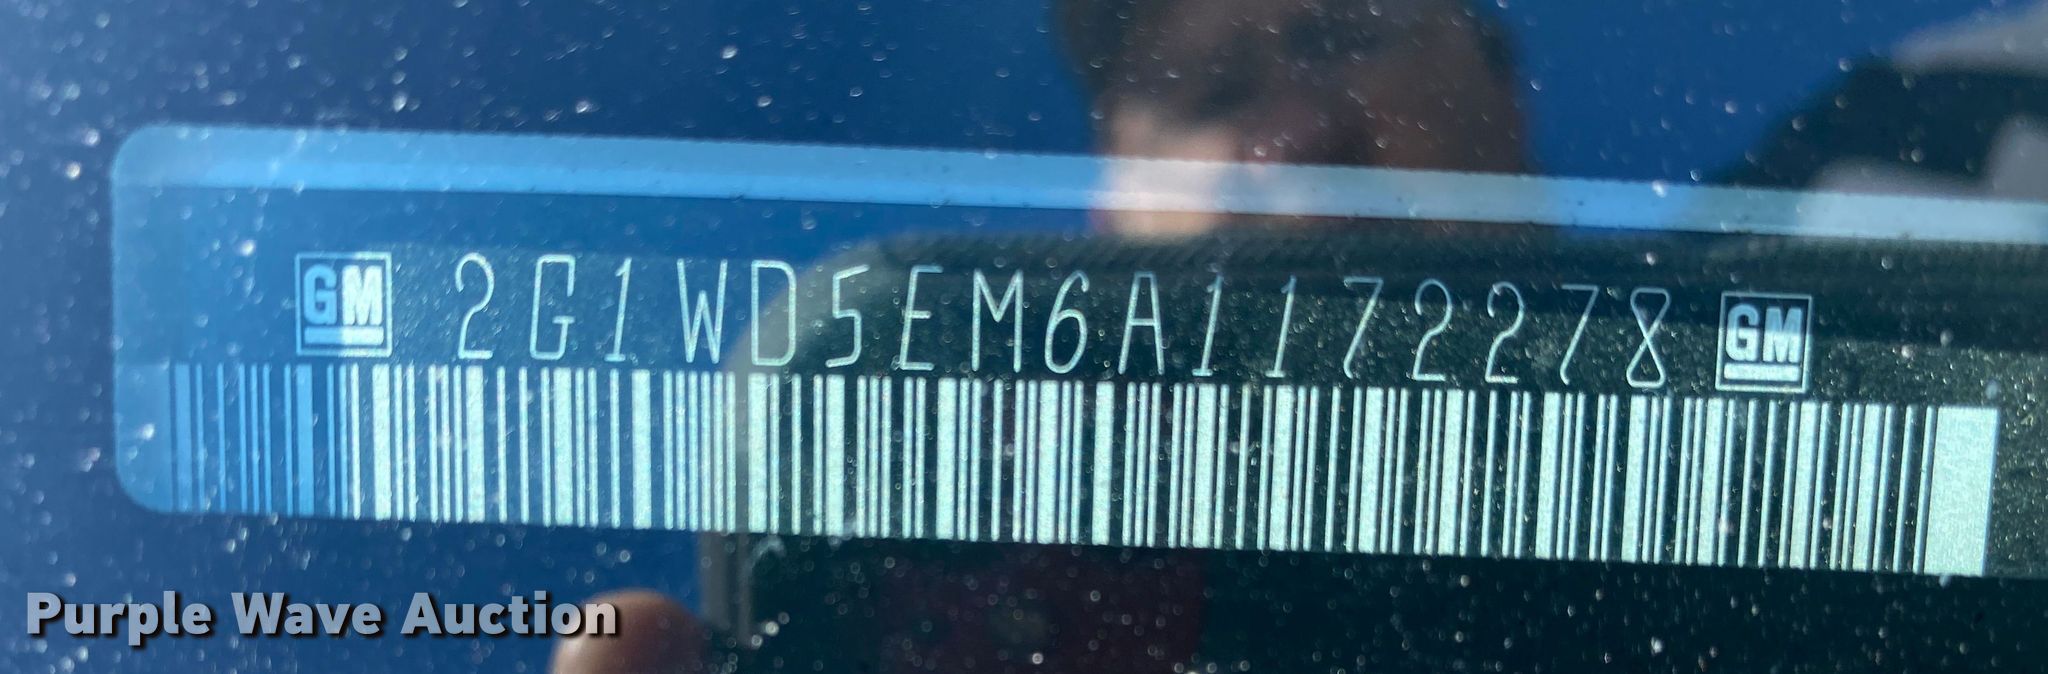 GM 2G1WD5EM6A1172278 GM
Purple Wave Auction